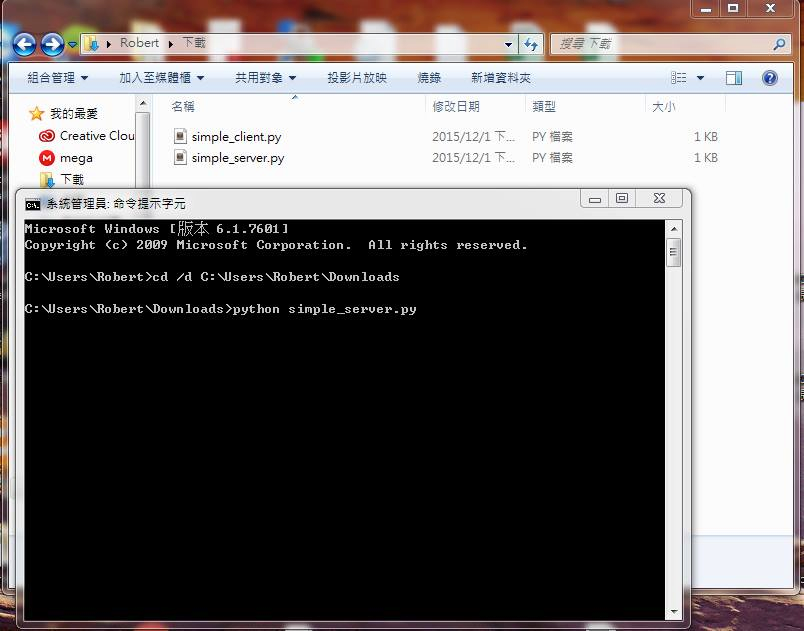 Robert 下載
搜尋 下載
組合管理 加入至媒體櫃 共用對象 投影片放映 燒錄 新增資料夾
我的最愛
Creative Clou
mega
下載
名稱 修改日期 類型 大小
simple_client.py 2015/12/1 下... PY 檔案 1 KB
simple_server.py 2015/12/1 下... PY 檔案 1 KB
系統管理員: 命令提示字元
Microsoft Windows [版本 6.1.7601]
Copyright (c) 2009 Microsoft Corporation.  All rights reserved.
C:\Users\Robert>cd /d C:\Users\Robert\Downloads
C:\Users\Robert\Downloads>python simple_server.py